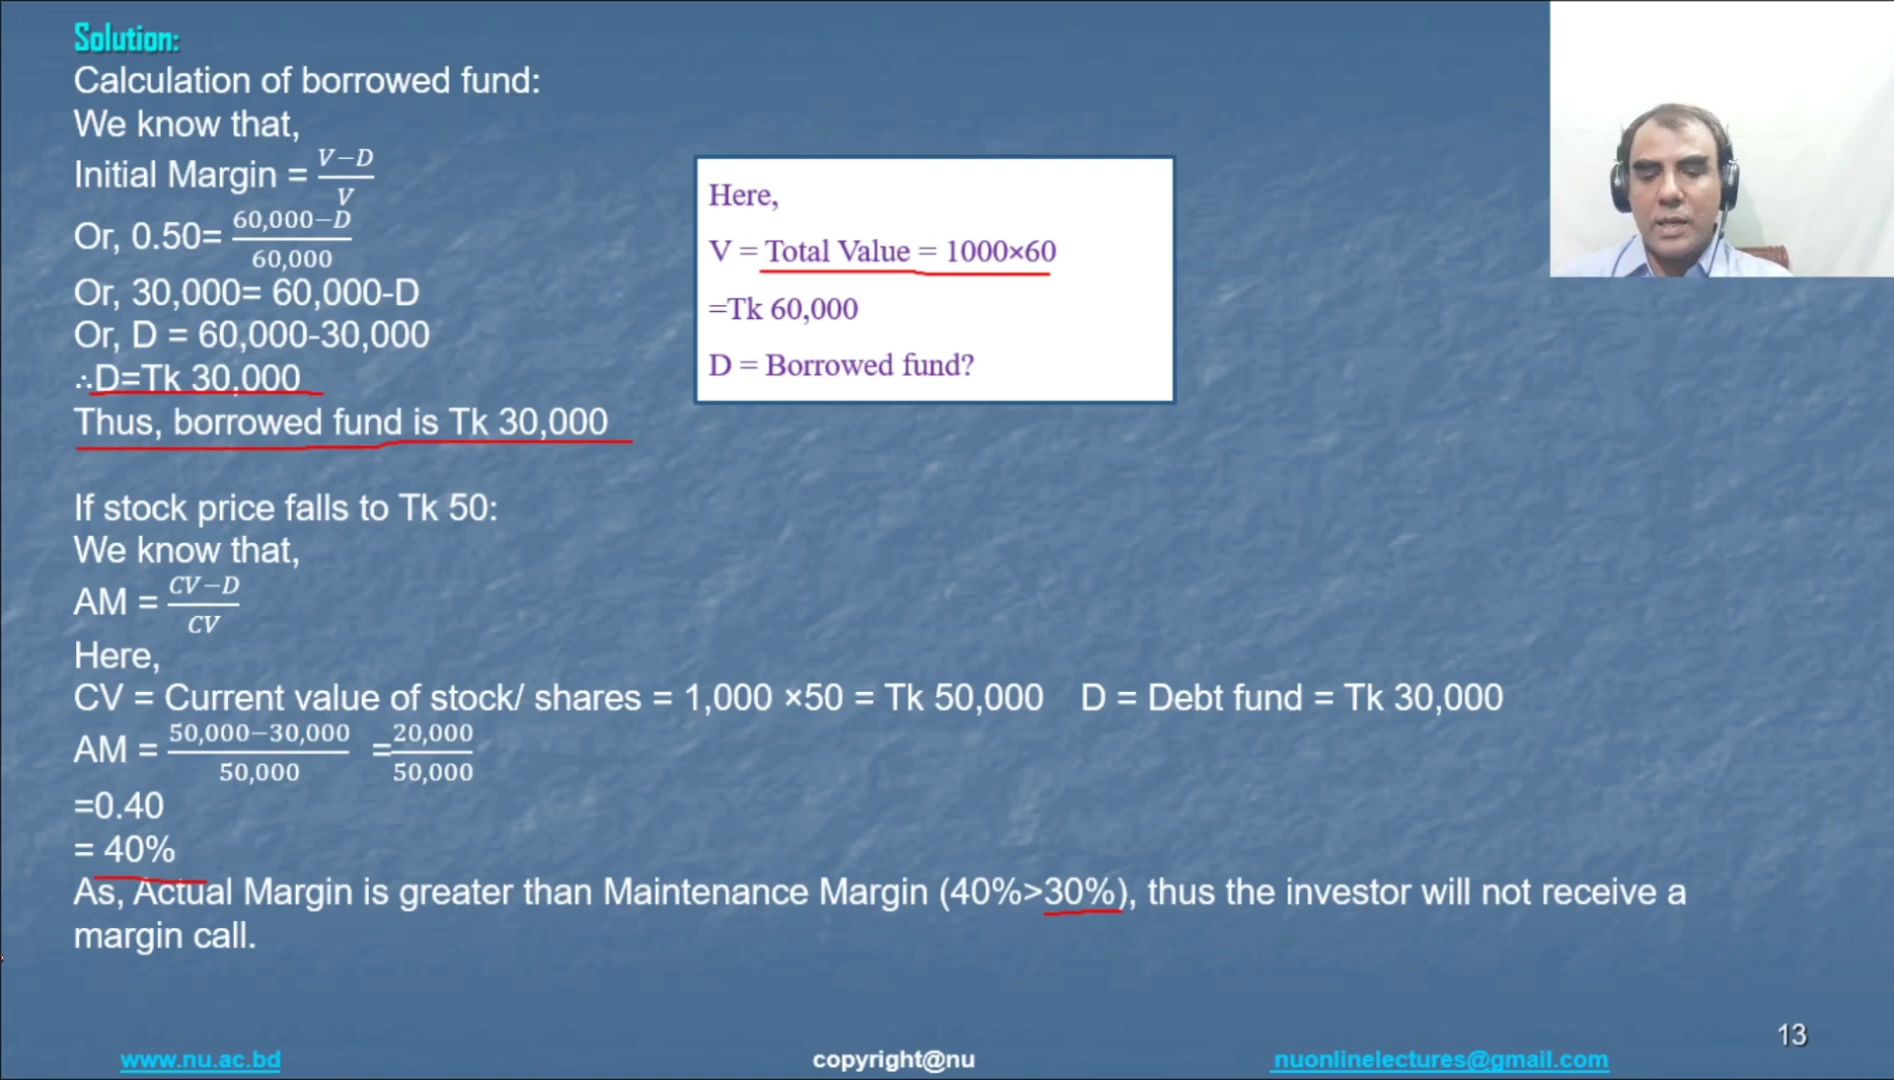 Solution:
Calculation of borrowed fund:
We know that,
Initial Margin = V−D / V
Or, 0.50= 60,000−D / 60,000
Or, 30,000= 60,000-D
Or, D = 60,000-30,000
∴D=Tk 30,000
Thus, borrowed fund is Tk 30,000
Here,
V = Total Value = 1000×60
=Tk 60,000
D = Borrowed fund?
If stock price falls to Tk 50:
We know that,
AM = CV−D / CV
Here,
CV = Current value of stock/ shares = 1,000 ×50 = Tk 50,000 D = Debt fund = Tk 30,000
AM = 50,000−30,000 / 50,000 = 20,000 / 50,000
=0.40
= 40%
As, Actual Margin is greater than Maintenance Margin (40%>30%), thus the investor will not receive a
margin call.
13
www.nu.ac.bd copyright@nu nuonlinelectures@gmail.com